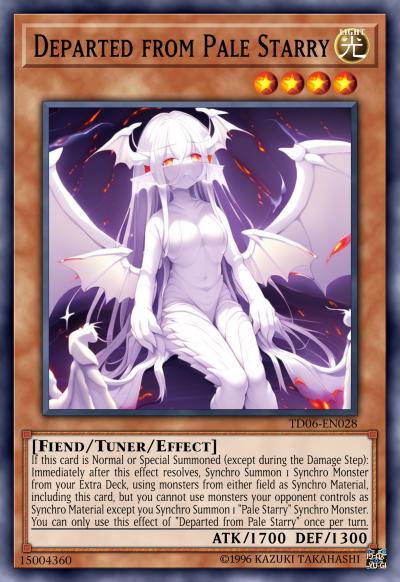 DEPARTED FROM PALE STARRY
LIGHT
光
TD06-EN028
[FIEND/TUNER/EFFECT]
If this card is Normal or Special Summoned (except during the Damage Step):
Immediately after this effect resolves, Synchro Summon 1 Synchro Monster
from your Extra Deck, using monsters from either field as Synchro Material,
including this card, but you cannot use monsters your opponent controls as
Synchro Material except you Synchro Summon 1 "Pale Starry" Synchro Monster.
You can only use this effect of "Departed from Pale Starry" once per turn.
ATK/1700 DEF/1300
15004360
©1996 KAZUKI TAKAHASHI